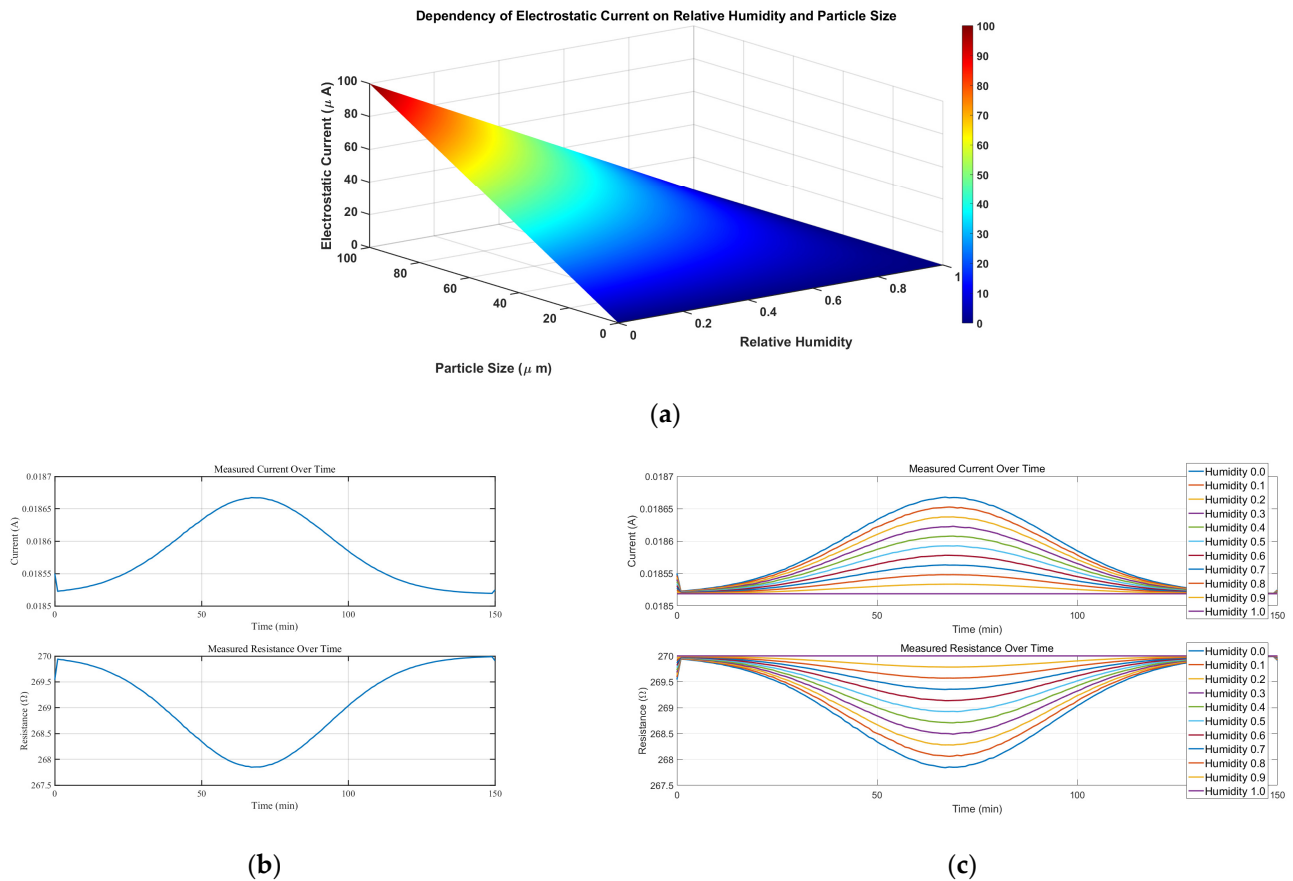 Dependency of Electrostatic Current on Relative Humidity and Particle Size
Electrostatic Current (μ A)
100
80
60
40
20
0
100
80
60
40
20
0
0
0.2
0.4
0.6
0.8
1
Particle Size (μ m)
Relative Humidity
100
90
80
70
60
50
40
30
20
10
0
(a)
Measured Current Over Time
Current (A)
0.0187
0.01865
0.0186
0.01855
0.0185
0
50
100
150
Time (min)
Measured Resistance Over Time
Resistance (Ω)
270
269.5
269
268.5
268
267.5
0
50
100
150
Time (min)
(b)
Measured Current Over Time
Current (A)
0.0187
0.01865
0.0186
0.01855
0.0185
0
50
100
150
Time (min)
Humidity 0.0
Humidity 0.1
Humidity 0.2
Humidity 0.3
Humidity 0.4
Humidity 0.5
Humidity 0.6
Humidity 0.7
Humidity 0.8
Humidity 0.9
Humidity 1.0
Measured Resistance Over Time
Resistance (Ω)
270
269.5
269
268.5
268
267.5
0
50
100
150
Time (min)
Humidity 0.0
Humidity 0.1
Humidity 0.2
Humidity 0.3
Humidity 0.4
Humidity 0.5
Humidity 0.6
Humidity 0.7
Humidity 0.8
Humidity 0.9
Humidity 1.0
(c)